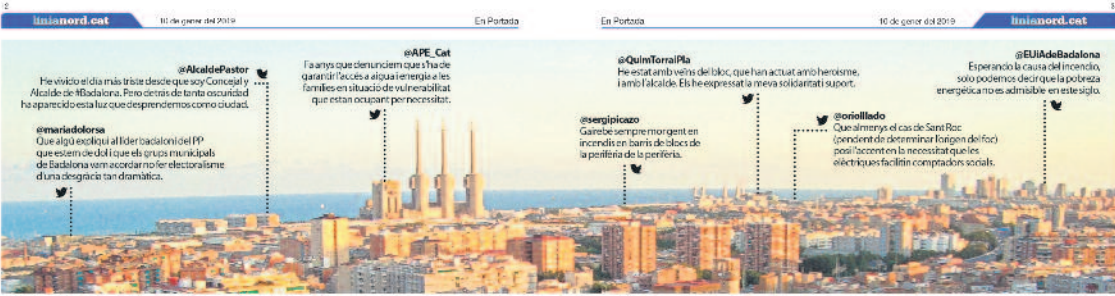 2
linianord.cat
10 de gener del 2019
En Portada
En Portada
10 de gener del 2019
linianord.cat
@AlcaldePastor
He vivido el día más triste desde que soy Concejal y
Alcalde de #Badalona. Pero detrás de tanta oscuridad
ha aparecido esta luz que desprendemos como ciudad.
@mariadolorsa
Que algú expliqui al líder badaloní del PP
que estem de dol i que els grups municipals
de Badalona vam acordar no fer electoralisme
d'una desgràcia tan dramàtica.
@APE_Cat
Fa anys que denunciem que s'ha de
garantir l'accés a aigua i energia a les
famílies en situació de vulnerabilitat
que estan ocupant per necessitat.
@QuimTorraiPla
He estat amb veïns del bloc, que han actuat amb heroisme,
i amb l'alcalde. Els he expressat la meva solidaritat i suport.
@sergipicazo
Gairebé sempre mor gent en
incendis en barris de blocs de
la perifèria de la perifèria.
@oriollladó
Que almenys el cas de Sant Roc
(pendent de determinar l'origen del foc)
posi l'accent en la necessitat que les
elèctriques facilitin comptadors socials.
@EUiAdeBadalona
Esperando la causa del incendio,
solo podemos decir que la pobreza
energética no es admisible en este siglo.